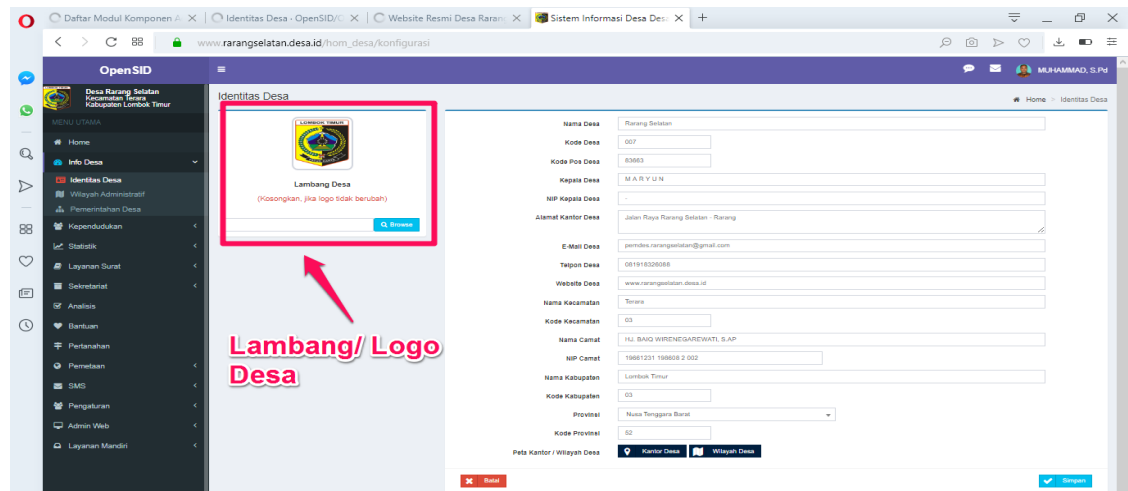 Daftar Modul Komponen A
Identitas Desa · OpenSID/O
Website Resmi Desa Rarang
Sistem Informasi Desa Des
www.rarangselatan.desa.id/hom_desa/konfigurasi
OpenSID
MUHAMMAD, S.Pd
Desa Rarang Selatan
Kecamatan Terara
Kabupaten Lombok Timur
MENU UTAMA
Home
Info Desa
Identitas Desa
Wilayah Administratif
Pemerintahan Desa
Kependudukan
Statistik
Layanan Surat
Sekretariat
Analisis
Bantuan
Pertanahan
Pemetaan
SMS
Pengaturan
Admin Web
Layanan Mandiri
Identitas Desa
Home > Identitas Desa
LOMBOK TIMUR
Lambang Desa
(Kosongkan, jika logo tidak berubah)
Browse
Lambang/ Logo
Desa
Nama Desa Rarang Selatan
Kode Desa 007
Kode Pos Desa 83663
Kepala Desa M A R Y U N
NIP Kepala Desa -
Alamat Kantor Desa Jalan Raya Rarang Selatan - Rarang
E-Mail Desa pemdes.rarangselatan@gmail.com
Telpon Desa 081918326088
Website Desa www.rarangselatan.desa.id
Nama Kecamatan Terara
Kode Kecamatan 03
Nama Camat HJ. BAIQ WIRENEGAREWATI, S.AP
NIP Camat 19661231 198608 2 002
Nama Kabupaten Lombok Timur
Kode Kabupaten 03
Provinsi Nusa Tenggara Barat
Kode Provinsi 52
Peta Kantor / Wilayah Desa Kantor Desa Wilayah Desa
Batal
Simpan